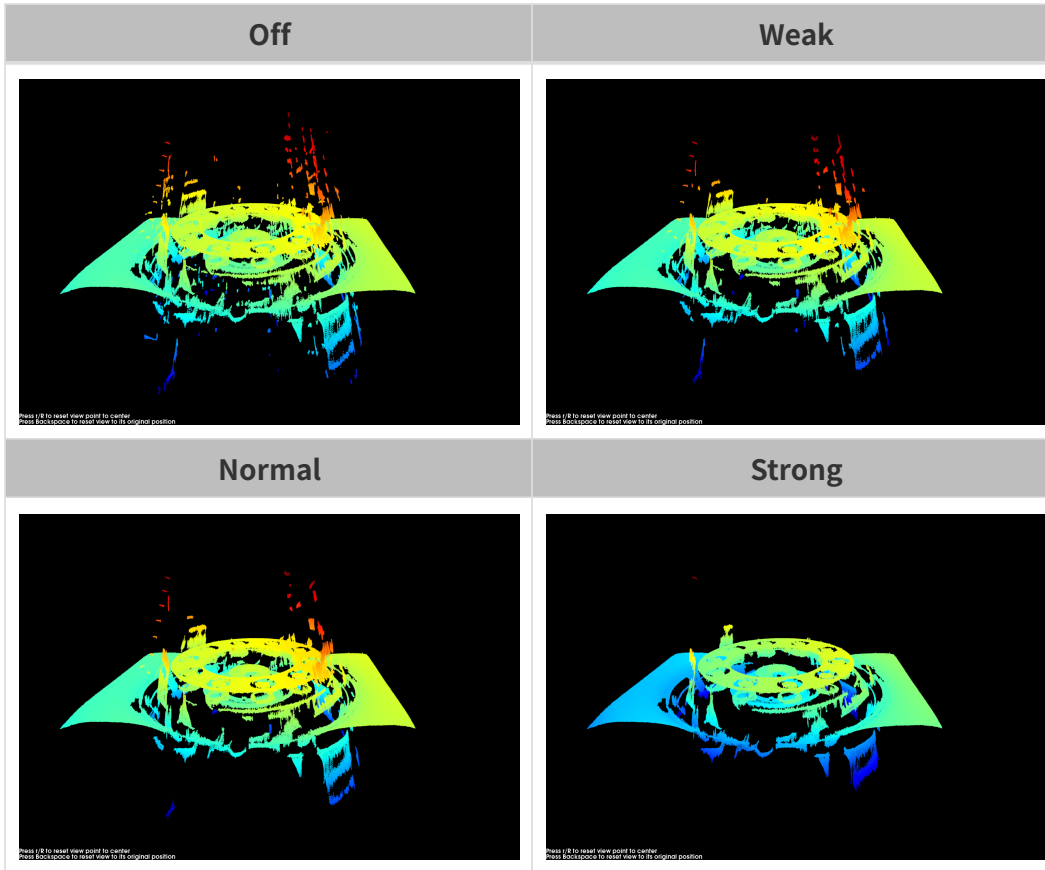 Off
Weak
Press r/R to reset view point to center
Press Backspace to reset view to its original position
Press r/R to reset view point to center
Press Backspace to reset view to its original position
Normal
Strong
Press r/R to reset view point to center
Press Backspace to reset view to its original position
Press r/R to reset view point to center
Press Backspace to reset view to its original position